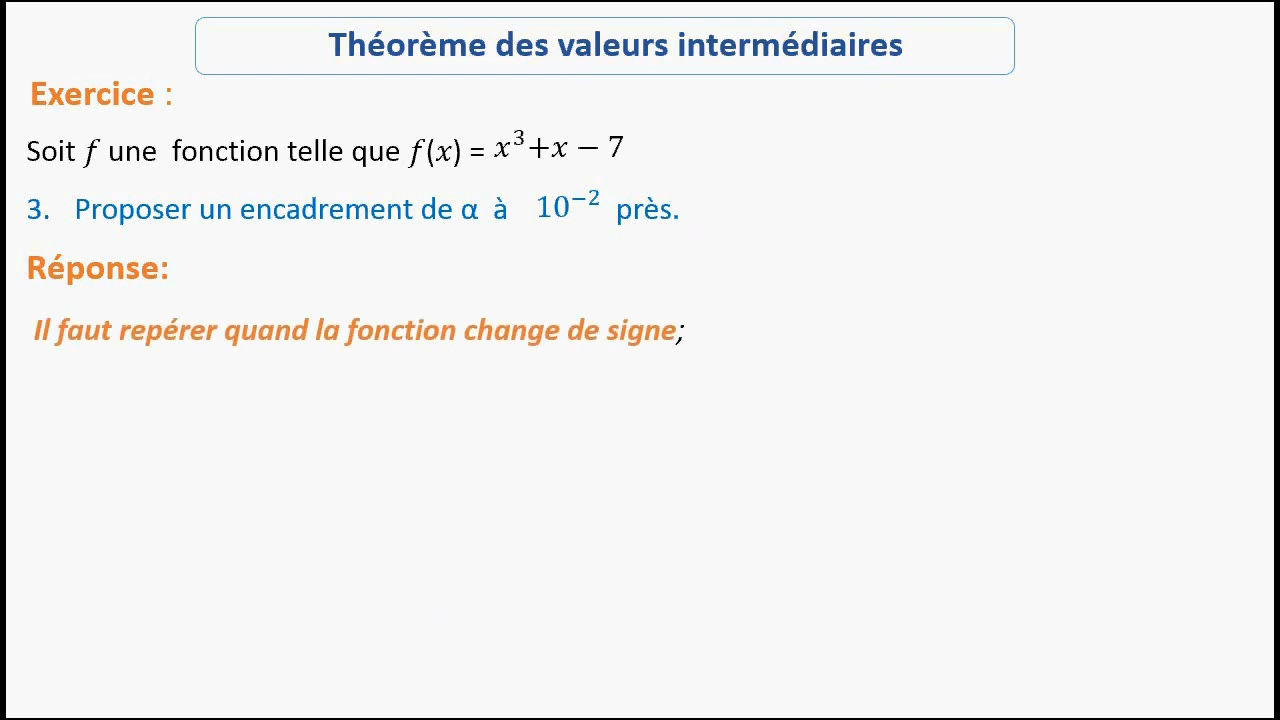 Théorème des valeurs intermédiaires
Exercice :
Soit f une fonction telle que f(x) = x³+x − 7
3. Proposer un encadrement de α à 10⁻² près.
Réponse:
Il faut repérer quand la fonction change de signe;